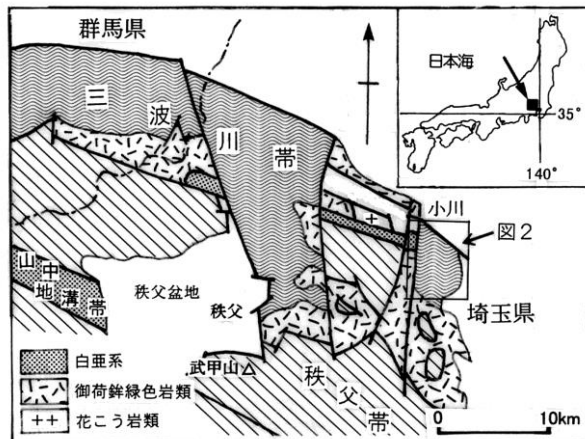 群馬県
日本海
35°
140°
三波川帯
小川
図2
山中地溝帯
秩父盆地
秩父
埼玉県
武甲山△
秩父帯
白亜系
御荷鉾緑色岩類
花こう岩類
0 10km